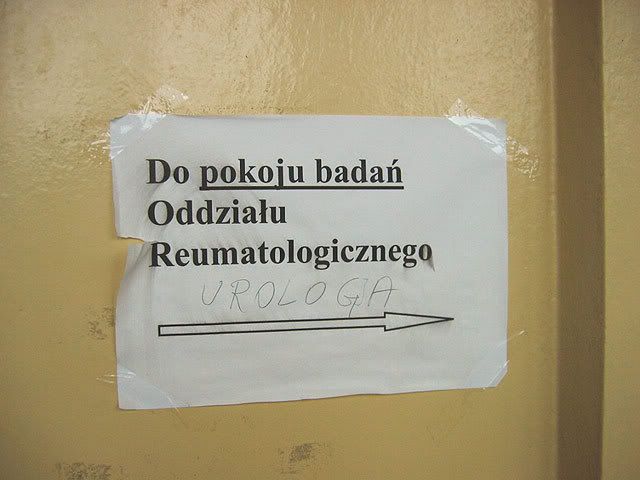 Do pokoju badań
Oddziału
Reumatologicznego
UROLOGIA